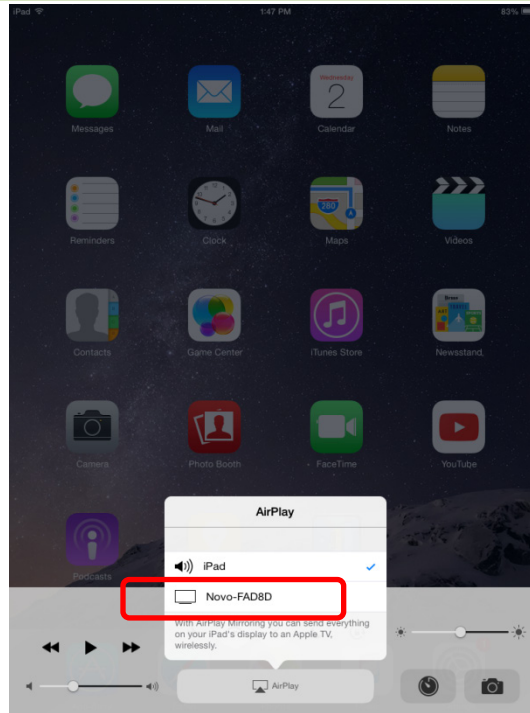 iPad 1:47 PM 83%
Wednesday
2
Messages Mail Calendar Notes
280
Reminders Clock Maps Videos
Contacts Game Center iTunes Store Newsstand
Camera Photo Booth FaceTime YouTube
Podcasts
AirPlay
iPad
Novo-FAD8D
With AirPlay Mirroring you can send everything
on your iPad's display to an Apple TV,
wirelessly.
AirPlay